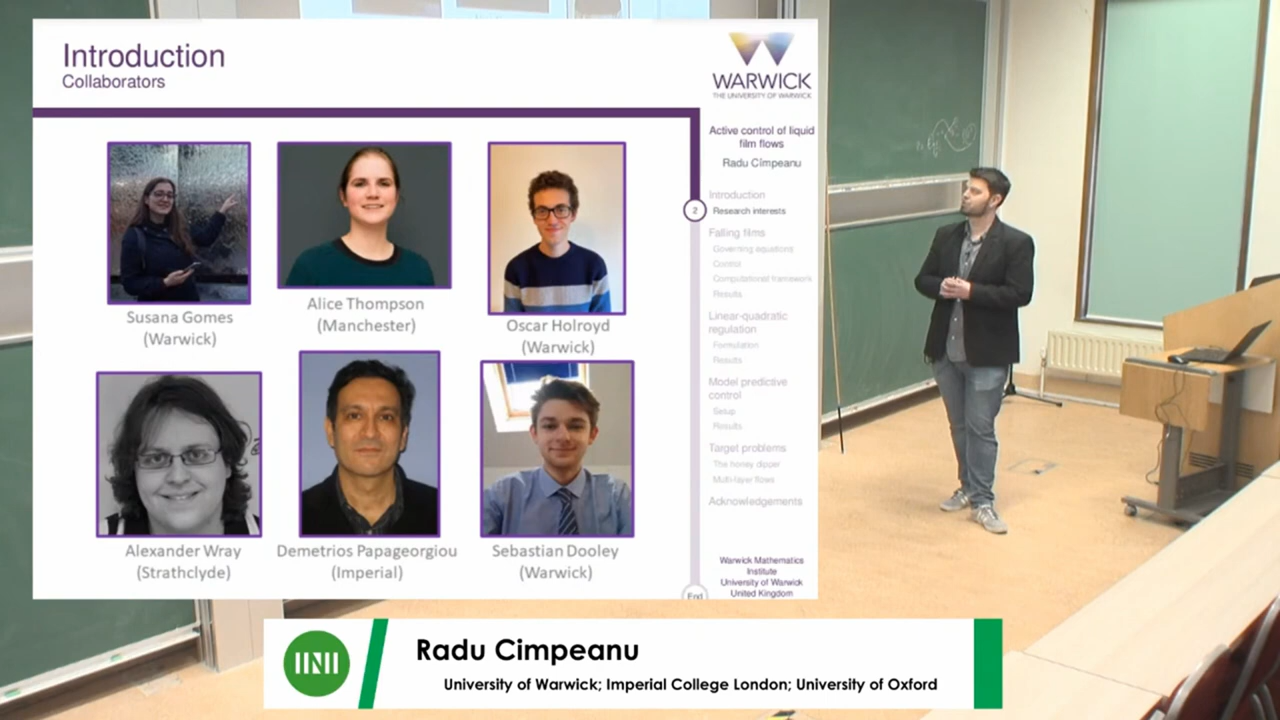 Introduction
Collaborators
WARWICK
THE UNIVERSITY OF WARWICK
Active control of liquid
film flows
Radu Cîmpeanu
Introduction
2
Research interests
Falling films
Governing equations
Control
Computational framework
Results
Linear-quadratic
regulation
Formulation
Results
Model predictive
control
Setup
Results
Target problems
The honey dipper
Multi-layer flows
Acknowledgements
Warwick Mathematics
Institute
University of Warwick
United Kingdom
End
Susana Gomes
(Warwick)
Alice Thompson
(Manchester)
Oscar Holroyd
(Warwick)
Alexander Wray
(Strathclyde)
Demetrios Papageorgiou
(Imperial)
Sebastian Dooley
(Warwick)
Radu Cimpeanu
University of Warwick; Imperial College London; University of Oxford